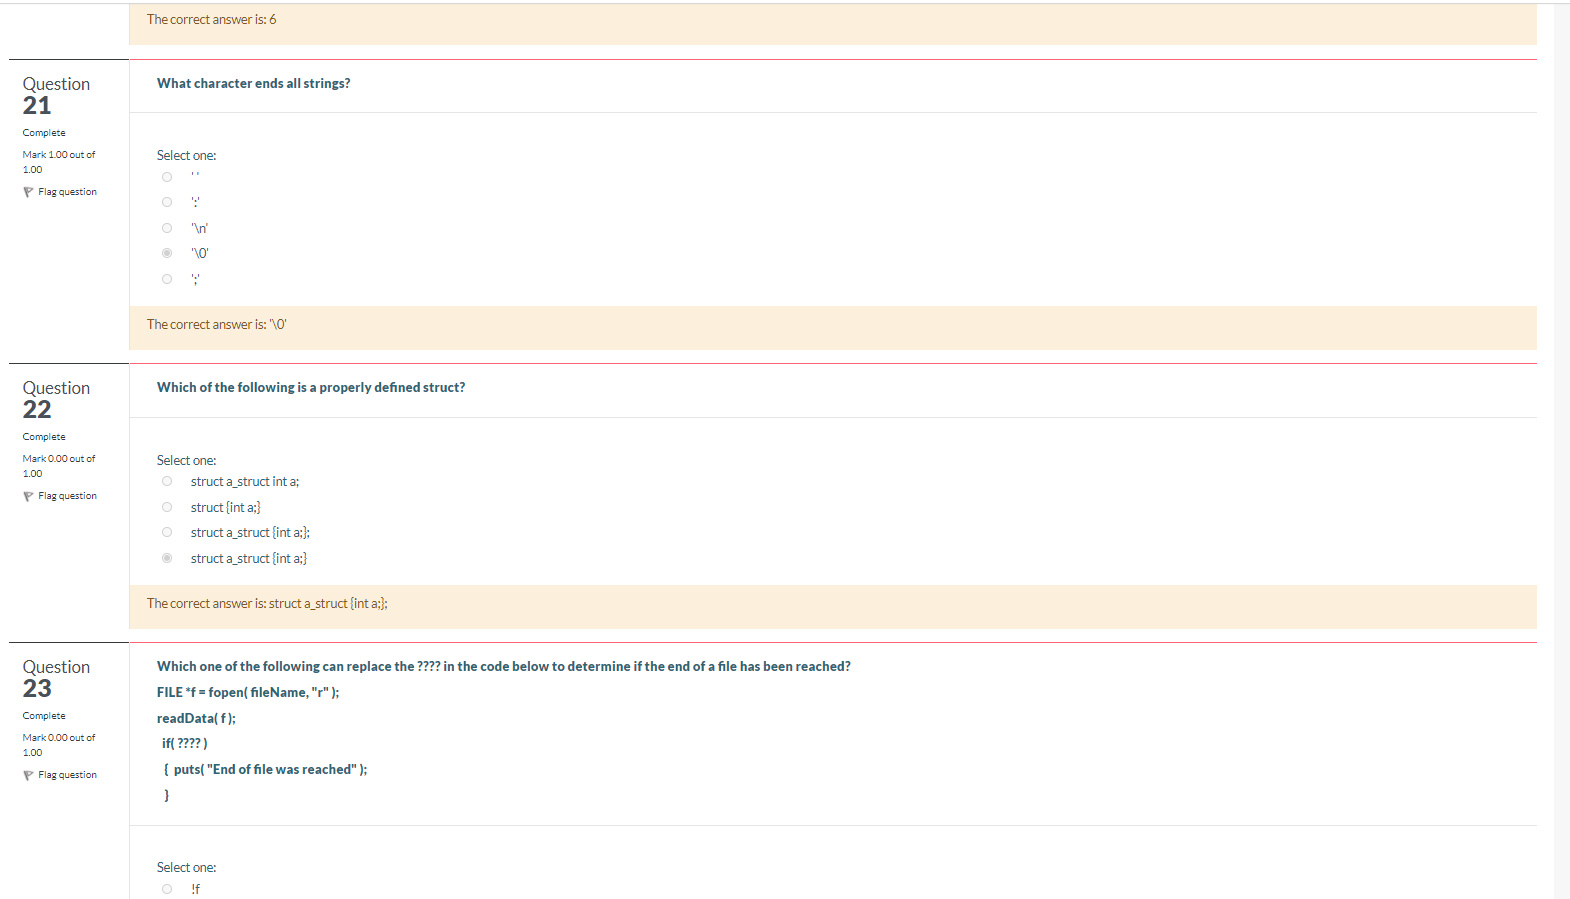 The correct answer is: 6
Question
21
Complete
Mark 1.00 out of
1.00
Flag question
What character ends all strings?
Select one:
' '
':'
'\n'
'\0'
';'
The correct answer is: '\0'
Question
22
Complete
Mark 0.00 out of
1.00
Flag question
Which of the following is a properly defined struct?
Select one:
struct a_struct int a;
struct {int a;}
struct a_struct {int a;};
struct a_struct {int a;}
The correct answer is: struct a_struct {int a;};
Question
23
Complete
Mark 0.00 out of
1.00
Flag question
Which one of the following can replace the ???? in the code below to determine if the end of a file has been reached?
FILE *f = fopen( fileName, "r" );
readData( f );
if( ???? )
{ puts( "End of file was reached" );
}
Select one:
!f